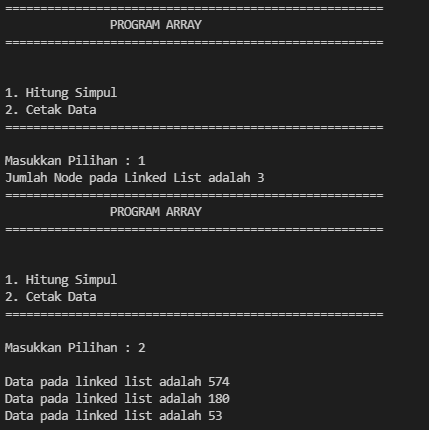 ======================================================
PROGRAM ARRAY
======================================================
1. Hitung Simpul
2. Cetak Data
======================================================
Masukkan Pilihan : 1
Jumlah Node pada Linked List adalah 3
======================================================
PROGRAM ARRAY
======================================================
1. Hitung Simpul
2. Cetak Data
======================================================
Masukkan Pilihan : 2
Data pada linked list adalah 574
Data pada linked list adalah 180
Data pada linked list adalah 53